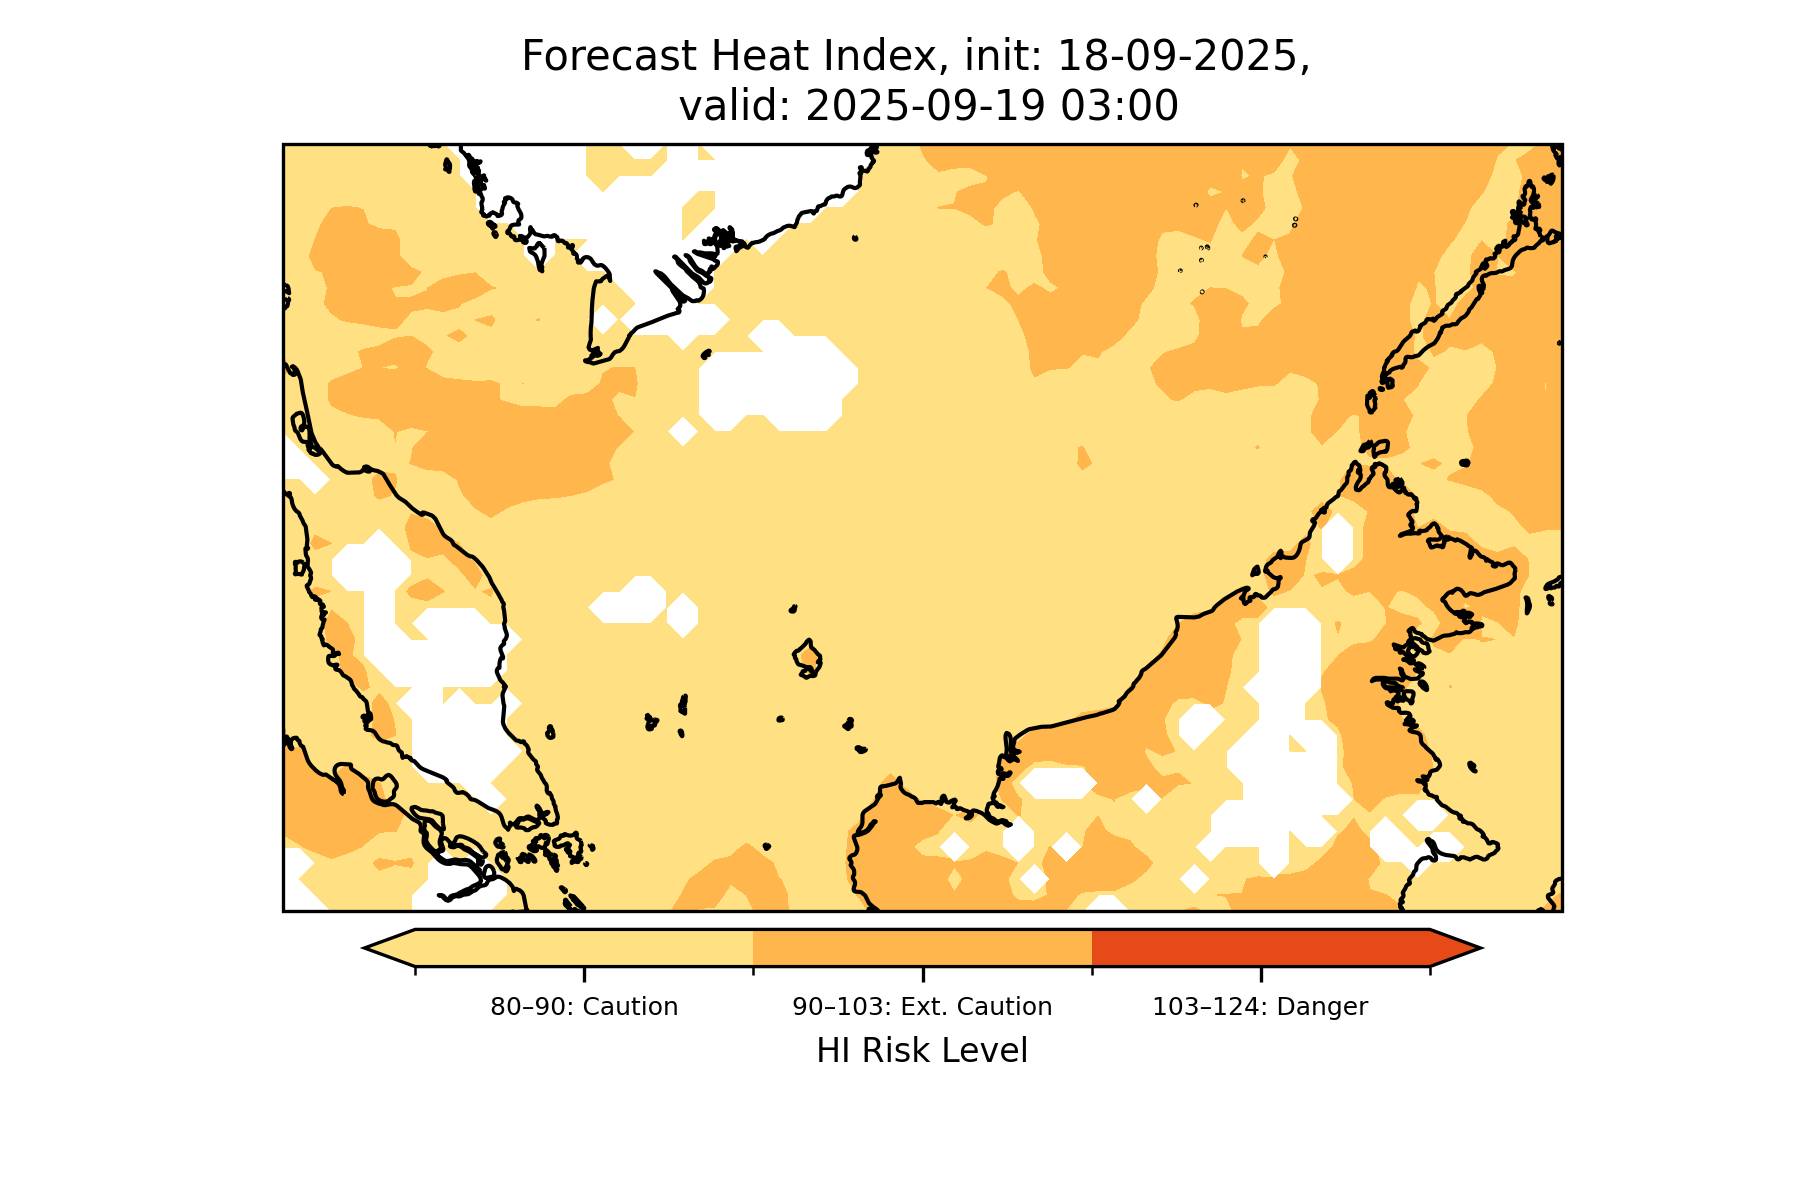 Forecast Heat Index, init: 18-09-2025,
valid: 2025-09-19 03:00
80–90: Caution
90–103: Ext. Caution
103–124: Danger
HI Risk Level